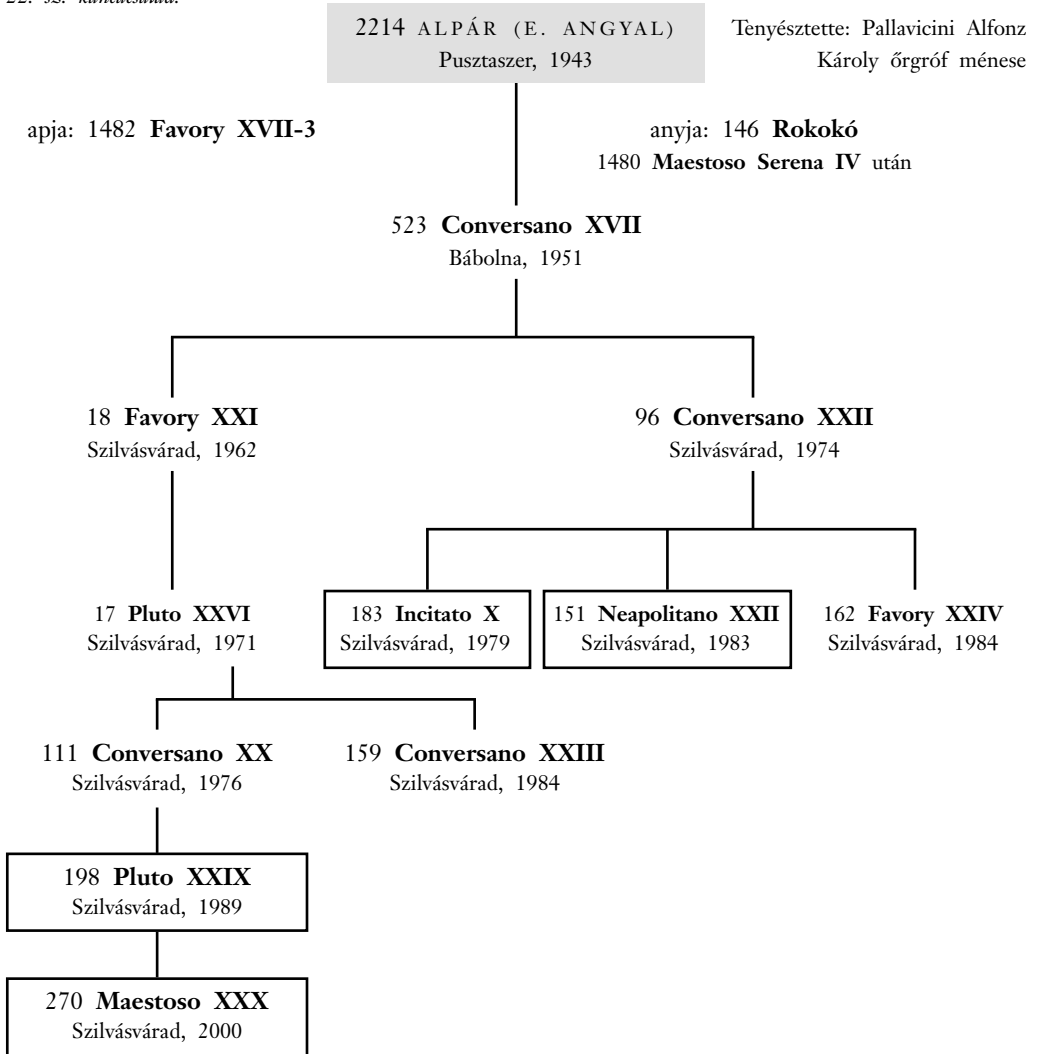 22. sz. kancacsalád.
2214 ALPÁR (E. ANGYAL)
Pusztaszer, 1943
Tenyésztette: Pallavicini Alfonz
Károly őrgróf ménese
apja: 1482 Favory XVII-3
anyja: 146 Rokokó
1480 Maestoso Serena IV után
523 Conversano XVII
Bábolna, 1951
18 Favory XXI
Szilvásvárad, 1962
96 Conversano XXII
Szilvásvárad, 1974
17 Pluto XXVI
Szilvásvárad, 1971
183 Incitato X
Szilvásvárad, 1979
151 Neapolitano XXII
Szilvásvárad, 1983
162 Favory XXIV
Szilvásvárad, 1984
111 Conversano XX
Szilvásvárad, 1976
159 Conversano XXIII
Szilvásvárad, 1984
198 Pluto XXIX
Szilvásvárad, 1989
270 Maestoso XXX
Szilvásvárad, 2000